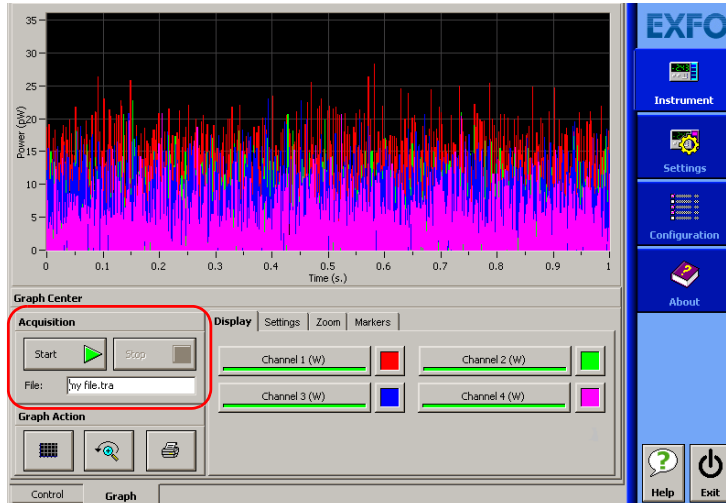 EXFO
35
30
25
20
15
10
5
0
Power (pW)
0 0.1 0.2 0.3 0.4 0.5 0.6 0.7 0.8 0.9 1
Time (s.)
Instrument
Settings
Configuration
About
Graph Center
Acquisition
Start Stop
File: my file.tra
Graph Action
Display Settings Zoom Markers
Channel 1 (W) Channel 2 (W)
Channel 3 (W) Channel 4 (W)
Control Graph
Help Exit